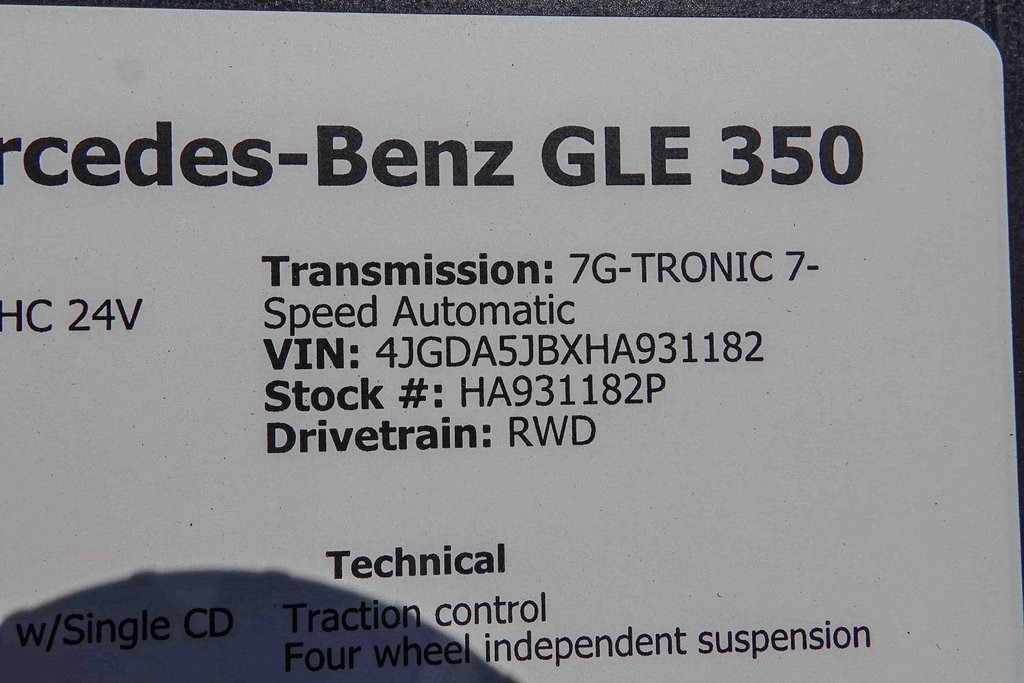 rcedes-Benz GLE 350
Transmission: 7G-TRONIC 7-
HC 24V
Speed Automatic
VIN: 4JGDA5JBXHA931182
Stock #: HA931182P
Drivetrain: RWD
Technical
w/Single CD
Traction control
Four wheel independent suspension